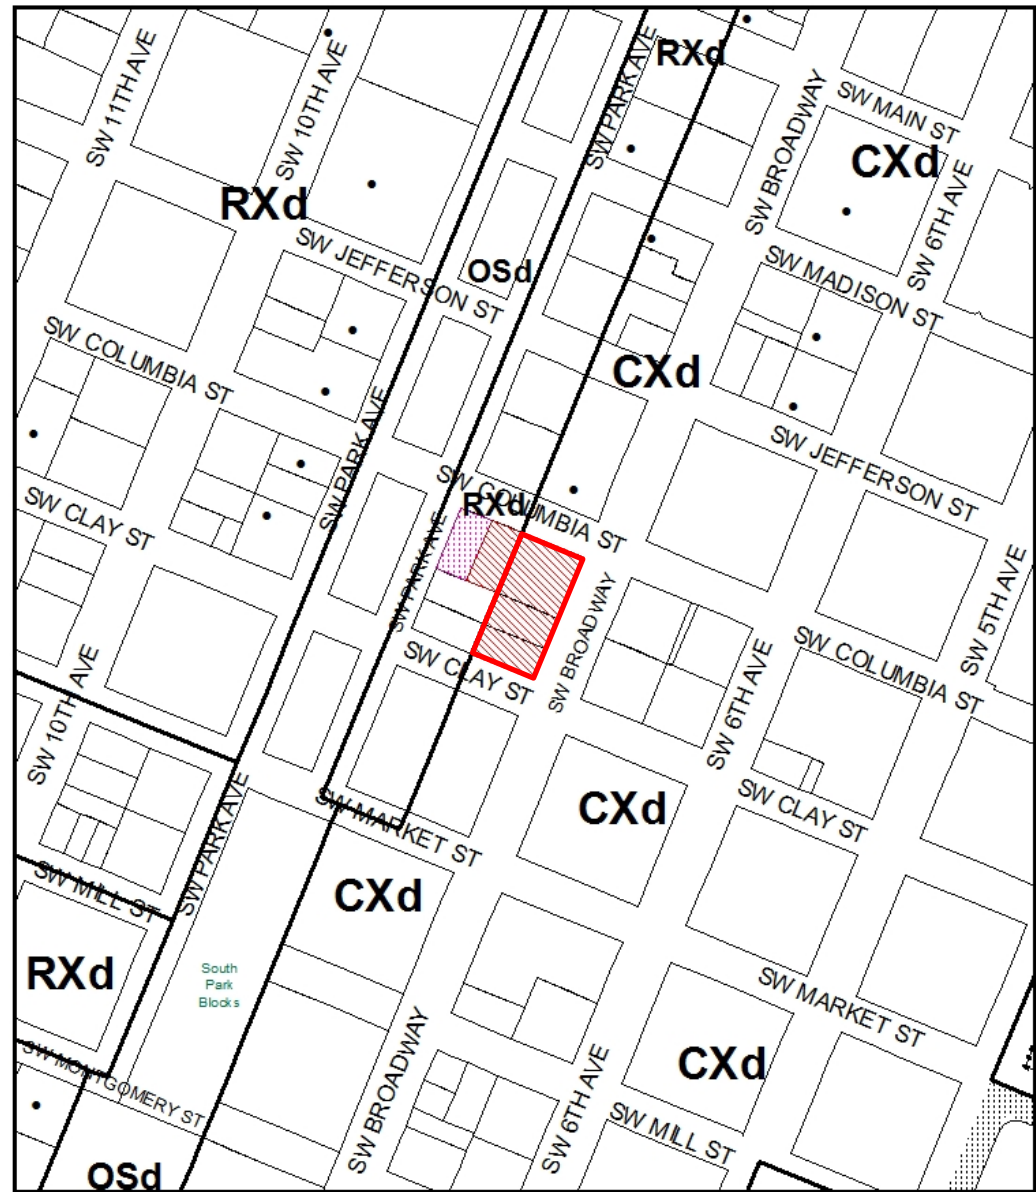 SW 11TH AVE
SW 10TH AVE
SW PARK AVE
RXd
SW BROADWAY
SW MAIN ST
CXd
SW 6TH AVE
RXd
SW JEFFERSON ST
OSd
SW MADISON ST
SW COLUMBIA ST
CXd
SW PARK AVE
SW JEFFERSON ST
SW CLAY ST
SW COLUMBIA ST
RXd
SW PARK AVE
SW BROADWAY
SW 5TH AVE
SW CLAY ST
SW COLUMBIA ST
SW 10TH AVE
SW 6TH AVE
SW PARK AVE
SW MARKET ST
CXd
SW CLAY ST
SW MILL ST
CXd
RXd
South
Park
Blocks
SW MARKET ST
SW MONTGOMERY ST
SW BROADWAY
SW 6TH AVE
CXd
SW MILL ST
OSd